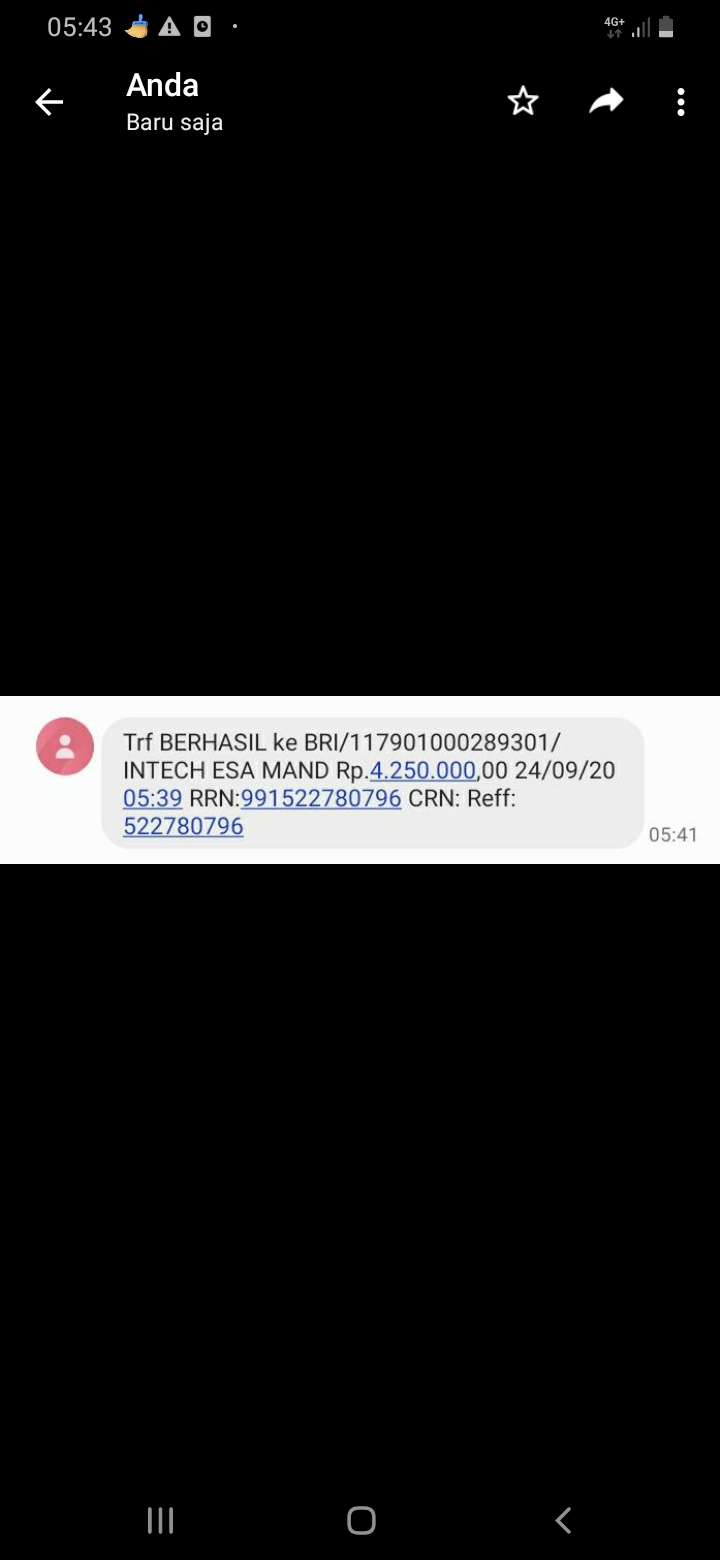 05:43
4G+
Anda
Baru saja
Trf BERHASIL ke BRI/117901000289301/
INTECH ESA MAND Rp.4.250.000,00 24/09/20
05:39 RRN:991522780796 CRN: Reff:
522780796
05:41